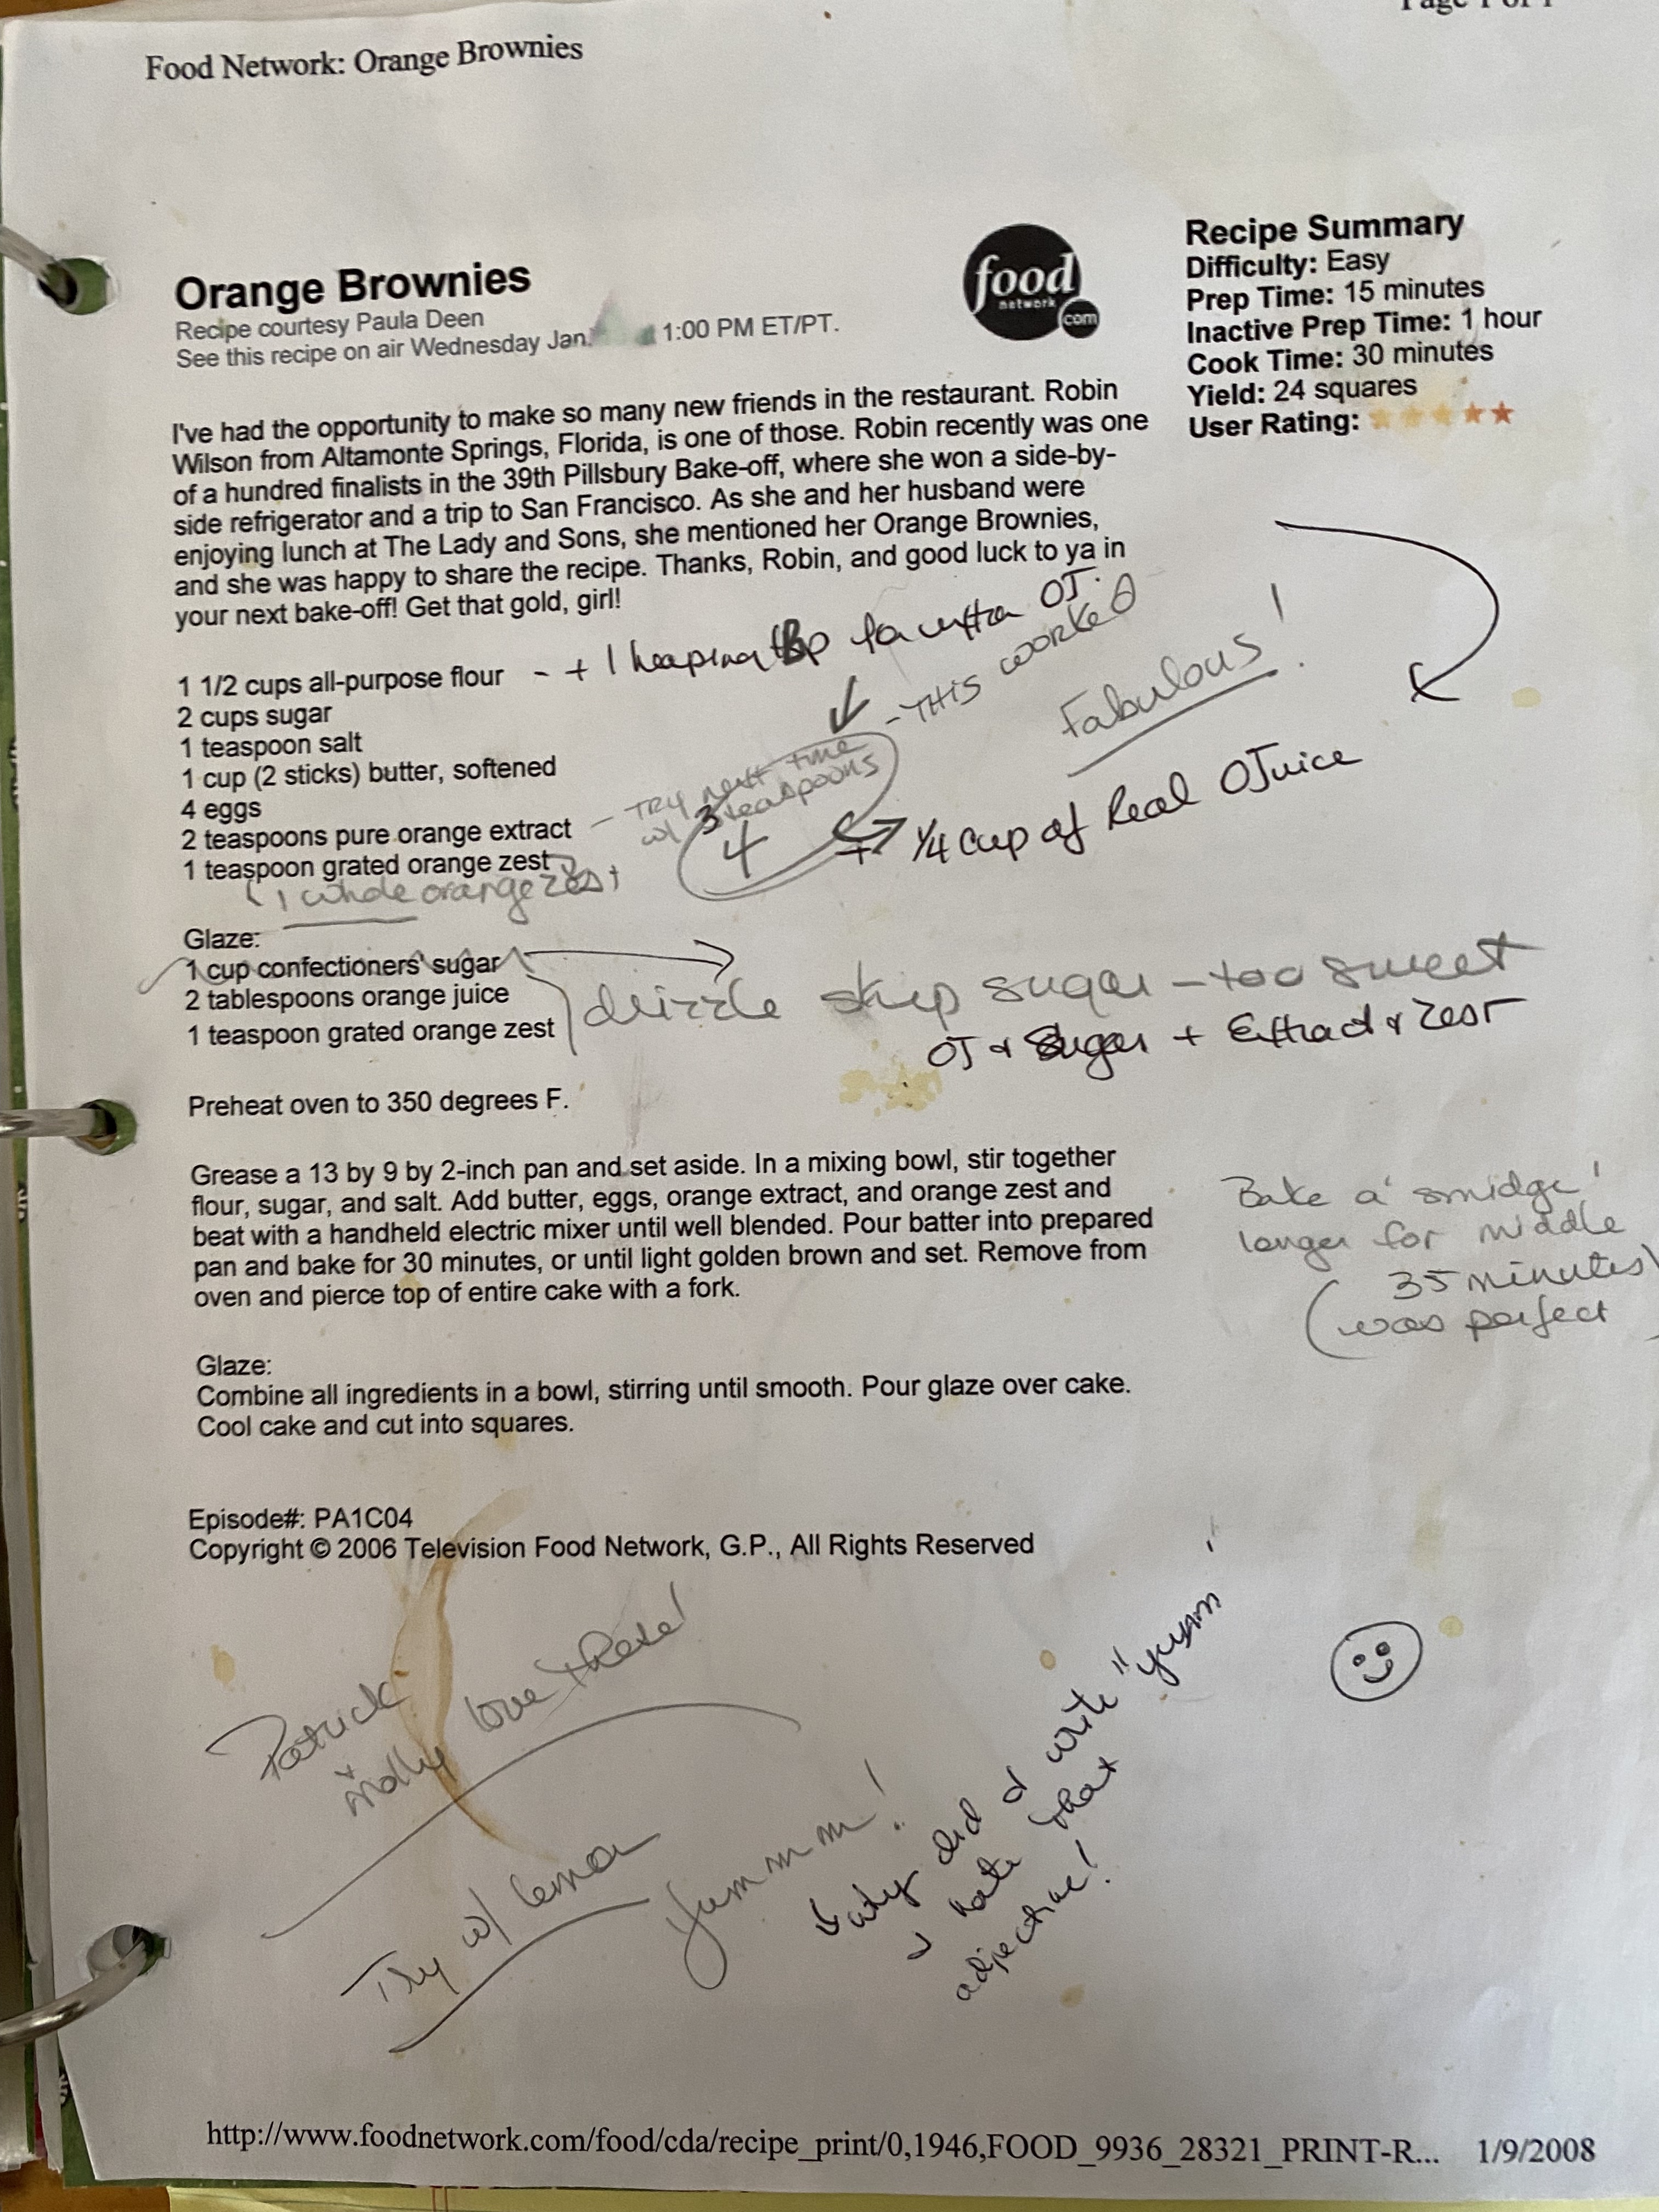 Page 1 of 1
Food Network: Orange Brownies
Orange Brownies
Recipe courtesy Paula Deen
See this recipe on air Wednesday Jan. 1:00 PM ET/PT.
food
network
com
Recipe Summary
Difficulty: Easy
Prep Time: 15 minutes
Inactive Prep Time: 1 hour
Cook Time: 30 minutes
Yield: 24 squares
User Rating:
I've had the opportunity to make so many new friends in the restaurant. Robin
Wilson from Altamonte Springs, Florida, is one of those. Robin recently was one
of a hundred finalists in the 39th Pillsbury Bake-off, where she won a side-by-
side refrigerator and a trip to San Francisco. As she and her husband were
enjoying lunch at The Lady and Sons, she mentioned her Orange Brownies,
and she was happy to share the recipe. Thanks, Robin, and good luck to ya in
your next bake-off! Get that gold, girl!
1 1/2 cups all-purpose flour - + 1 heaping tbsp for extra OJ.
2 cups sugar
1 teaspoon salt
1 cup (2 sticks) butter, softened
4 eggs
2 teaspoons pure orange extract - Try next time
w/ 3 teaspoons
4
- THIS worked
Fabulous!
+ 1/4 cup of Real OJuice
1 teaspoon grated orange zest
(1 whole orange zest
Glaze:
1 cup confectioners' sugar
2 tablespoons orange juice
1 teaspoon grated orange zest
drizzle skip sugar - too sweet
OJ & Sugar + Extract & zest
Preheat oven to 350 degrees F.
Grease a 13 by 9 by 2-inch pan and set aside. In a mixing bowl, stir together
flour, sugar, and salt. Add butter, eggs, orange extract, and orange zest and
beat with a handheld electric mixer until well blended. Pour batter into prepared
pan and bake for 30 minutes, or until light golden brown and set. Remove from
oven and pierce top of entire cake with a fork.
Bake a 'smidge'
longer for middle
(35 minutes)
was perfect
Glaze:
Combine all ingredients in a bowl, stirring until smooth. Pour glaze over cake.
Cool cake and cut into squares.
Episode#: PA1C04
Copyright © 2006 Television Food Network, G.P., All Rights Reserved
Patrick
+ Molly love these!
Try w/ lemon
yummmm!
why did I write "yum"
I hate that
adjective!
http://www.foodnetwork.com/food/cda/recipe_print/0,1946,FOOD_9936_28321_PRINT-R... 1/9/2008